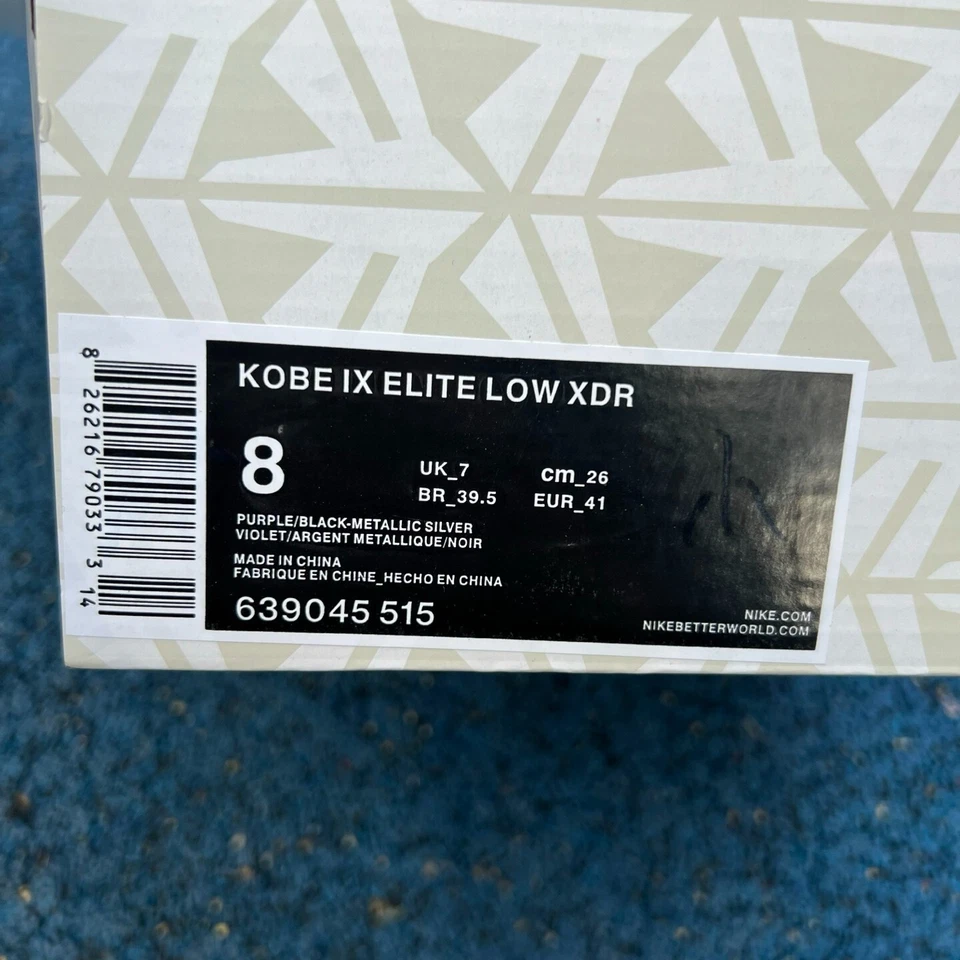 KOBE IX ELITE LOW XDR
8
UK_7 cm_26
BR_39.5 EUR_41
PURPLE/BLACK-METALLIC SILVER
VIOLET/ARGENT METALLIQUE/NOIR
MADE IN CHINA
FABRIQUE EN CHINE_HECHO EN CHINA
639045 515
NIKE.COM
NIKEBETTERWORLD.COM
8 26216 79033 3 14